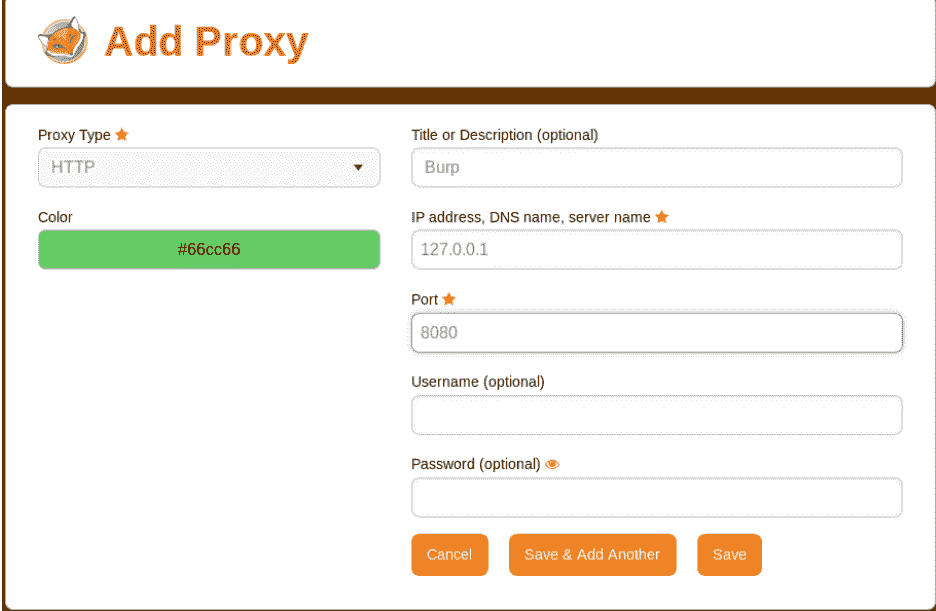 Add Proxy
Proxy Type
HTTP
Color
#66cc66
Title or Description (optional)
Burp
IP address, DNS name, server name
127.0.0.1
Port
8080
Username (optional)
Password (optional)
Cancel
Save & Add Another
Save